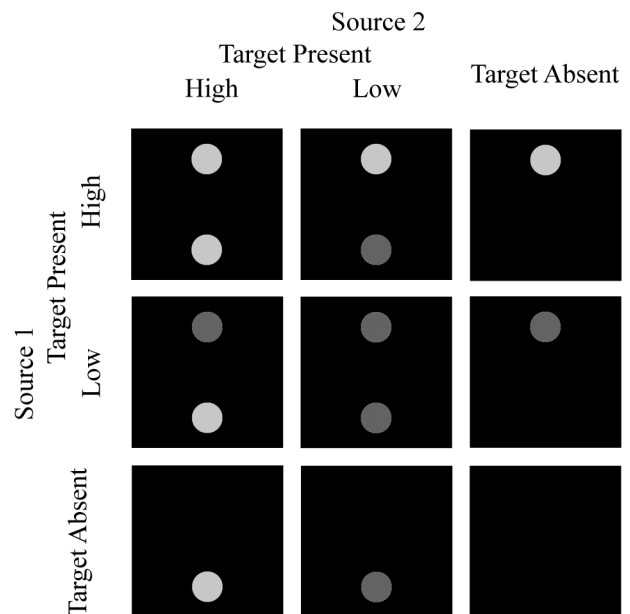 Source 2
Target Present
Target Absent
High
Low
Source 1
Target Present
High
Low
Target Absent